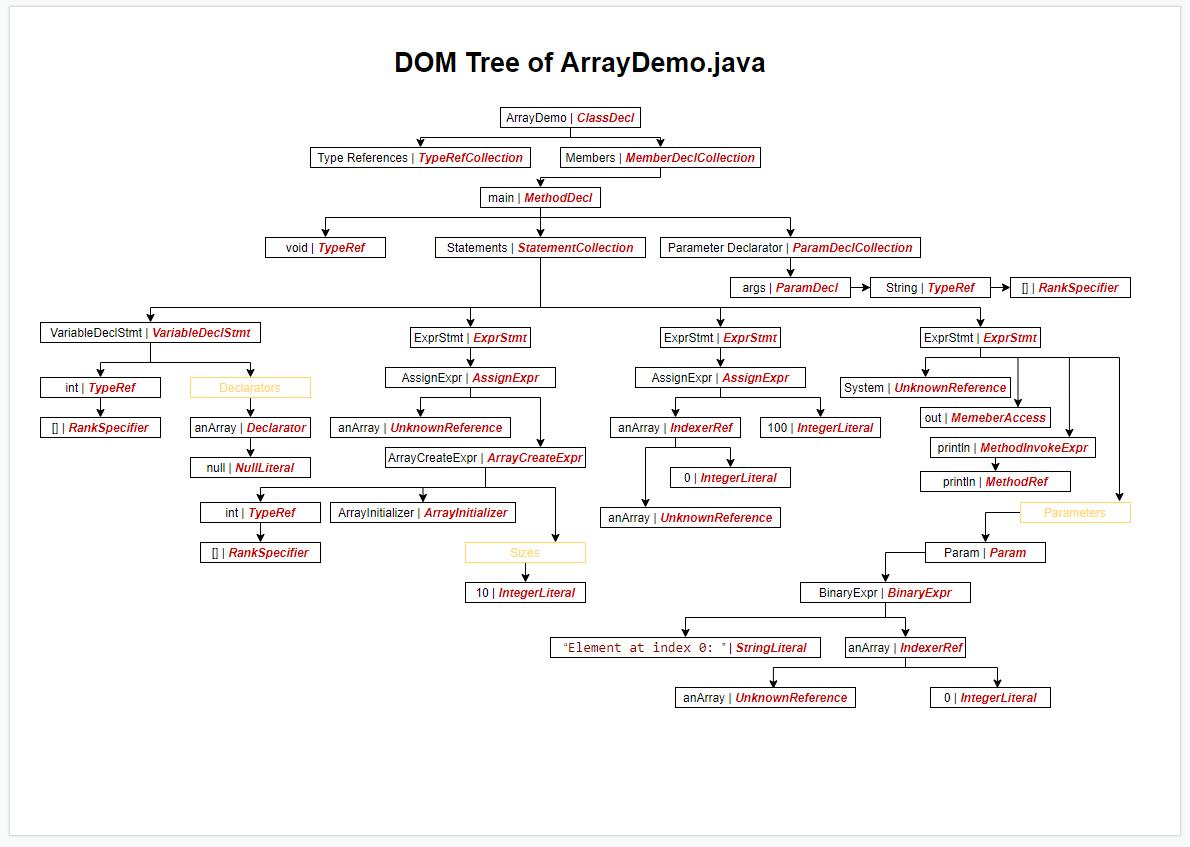 DOM Tree of ArrayDemo.java
ArrayDemo | ClassDecl
Type References | TypeRefCollection
Members | MemberDeclCollection
main | MethodDecl
void | TypeRef
Statements | StatementCollection
Parameter Declarator | ParamDeclCollection
args | ParamDecl
String | TypeRef
[] | RankSpecifier
VariableDeclStmt | VariableDeclStmt
ExprStmt | ExprStmt
ExprStmt | ExprStmt
ExprStmt | ExprStmt
int | TypeRef
Declarators
AssignExpr | AssignExpr
AssignExpr | AssignExpr
System | UnknownReference
[] | RankSpecifier
anArray | Declarator
anArray | UnknownReference
anArray | IndexerRef
100 | IntegerLiteral
out | MemeberAccess
null | NullLiteral
ArrayCreateExpr | ArrayCreateExpr
println | MethodInvokeExpr
0 | IntegerLiteral
println | MethodRef
int | TypeRef
ArrayInitializer | ArrayInitializer
anArray | UnknownReference
Parameters
[] | RankSpecifier
Sizes
Param | Param
10 | IntegerLiteral
BinaryExpr | BinaryExpr
“Element at index 0: ” | StringLiteral
anArray | IndexerRef
anArray | UnknownReference
0 | IntegerLiteral